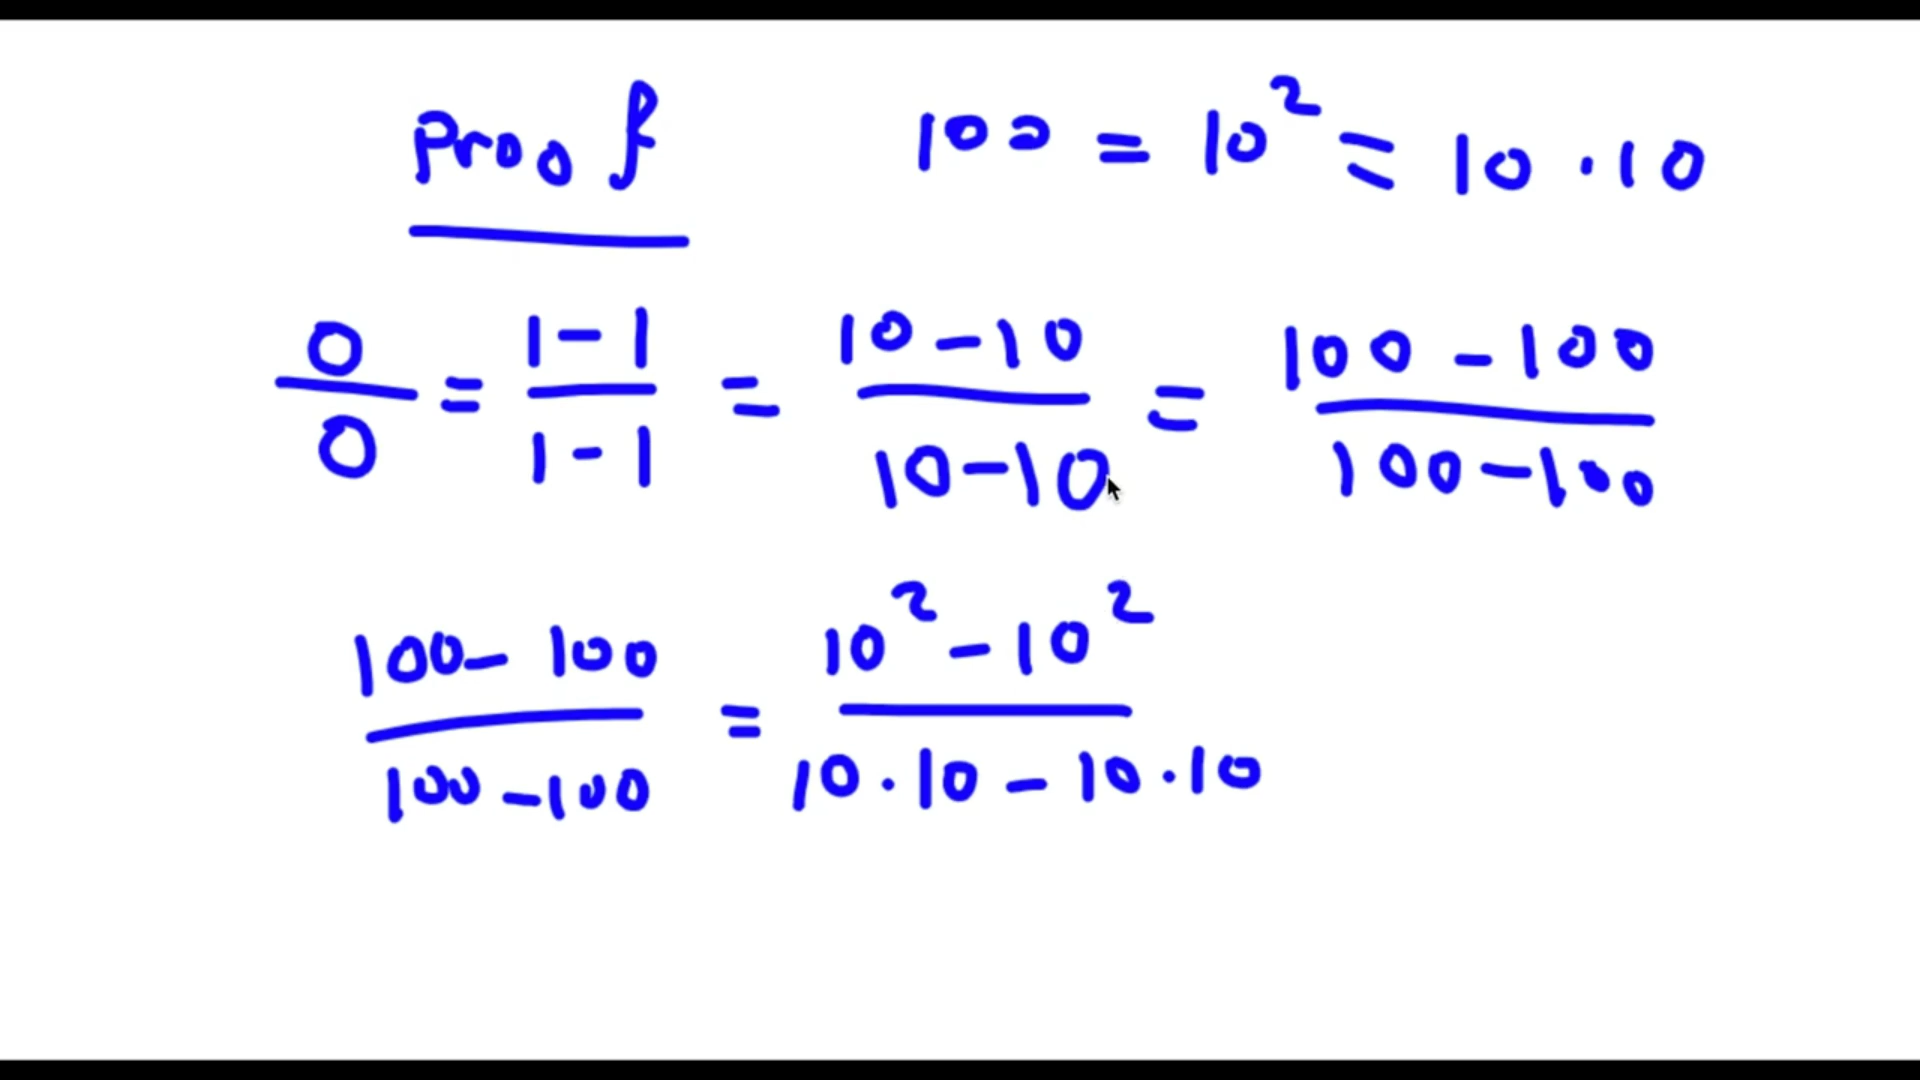 proof
100 = 10² = 10 · 10
0/0 = (1 - 1)/(1 - 1) = (10 - 10)/(10 - 10) = (100 - 100)/(100 - 100)
(100 - 100)/(100 - 100) = (10² - 10²)/(10 · 10 - 10 · 10)